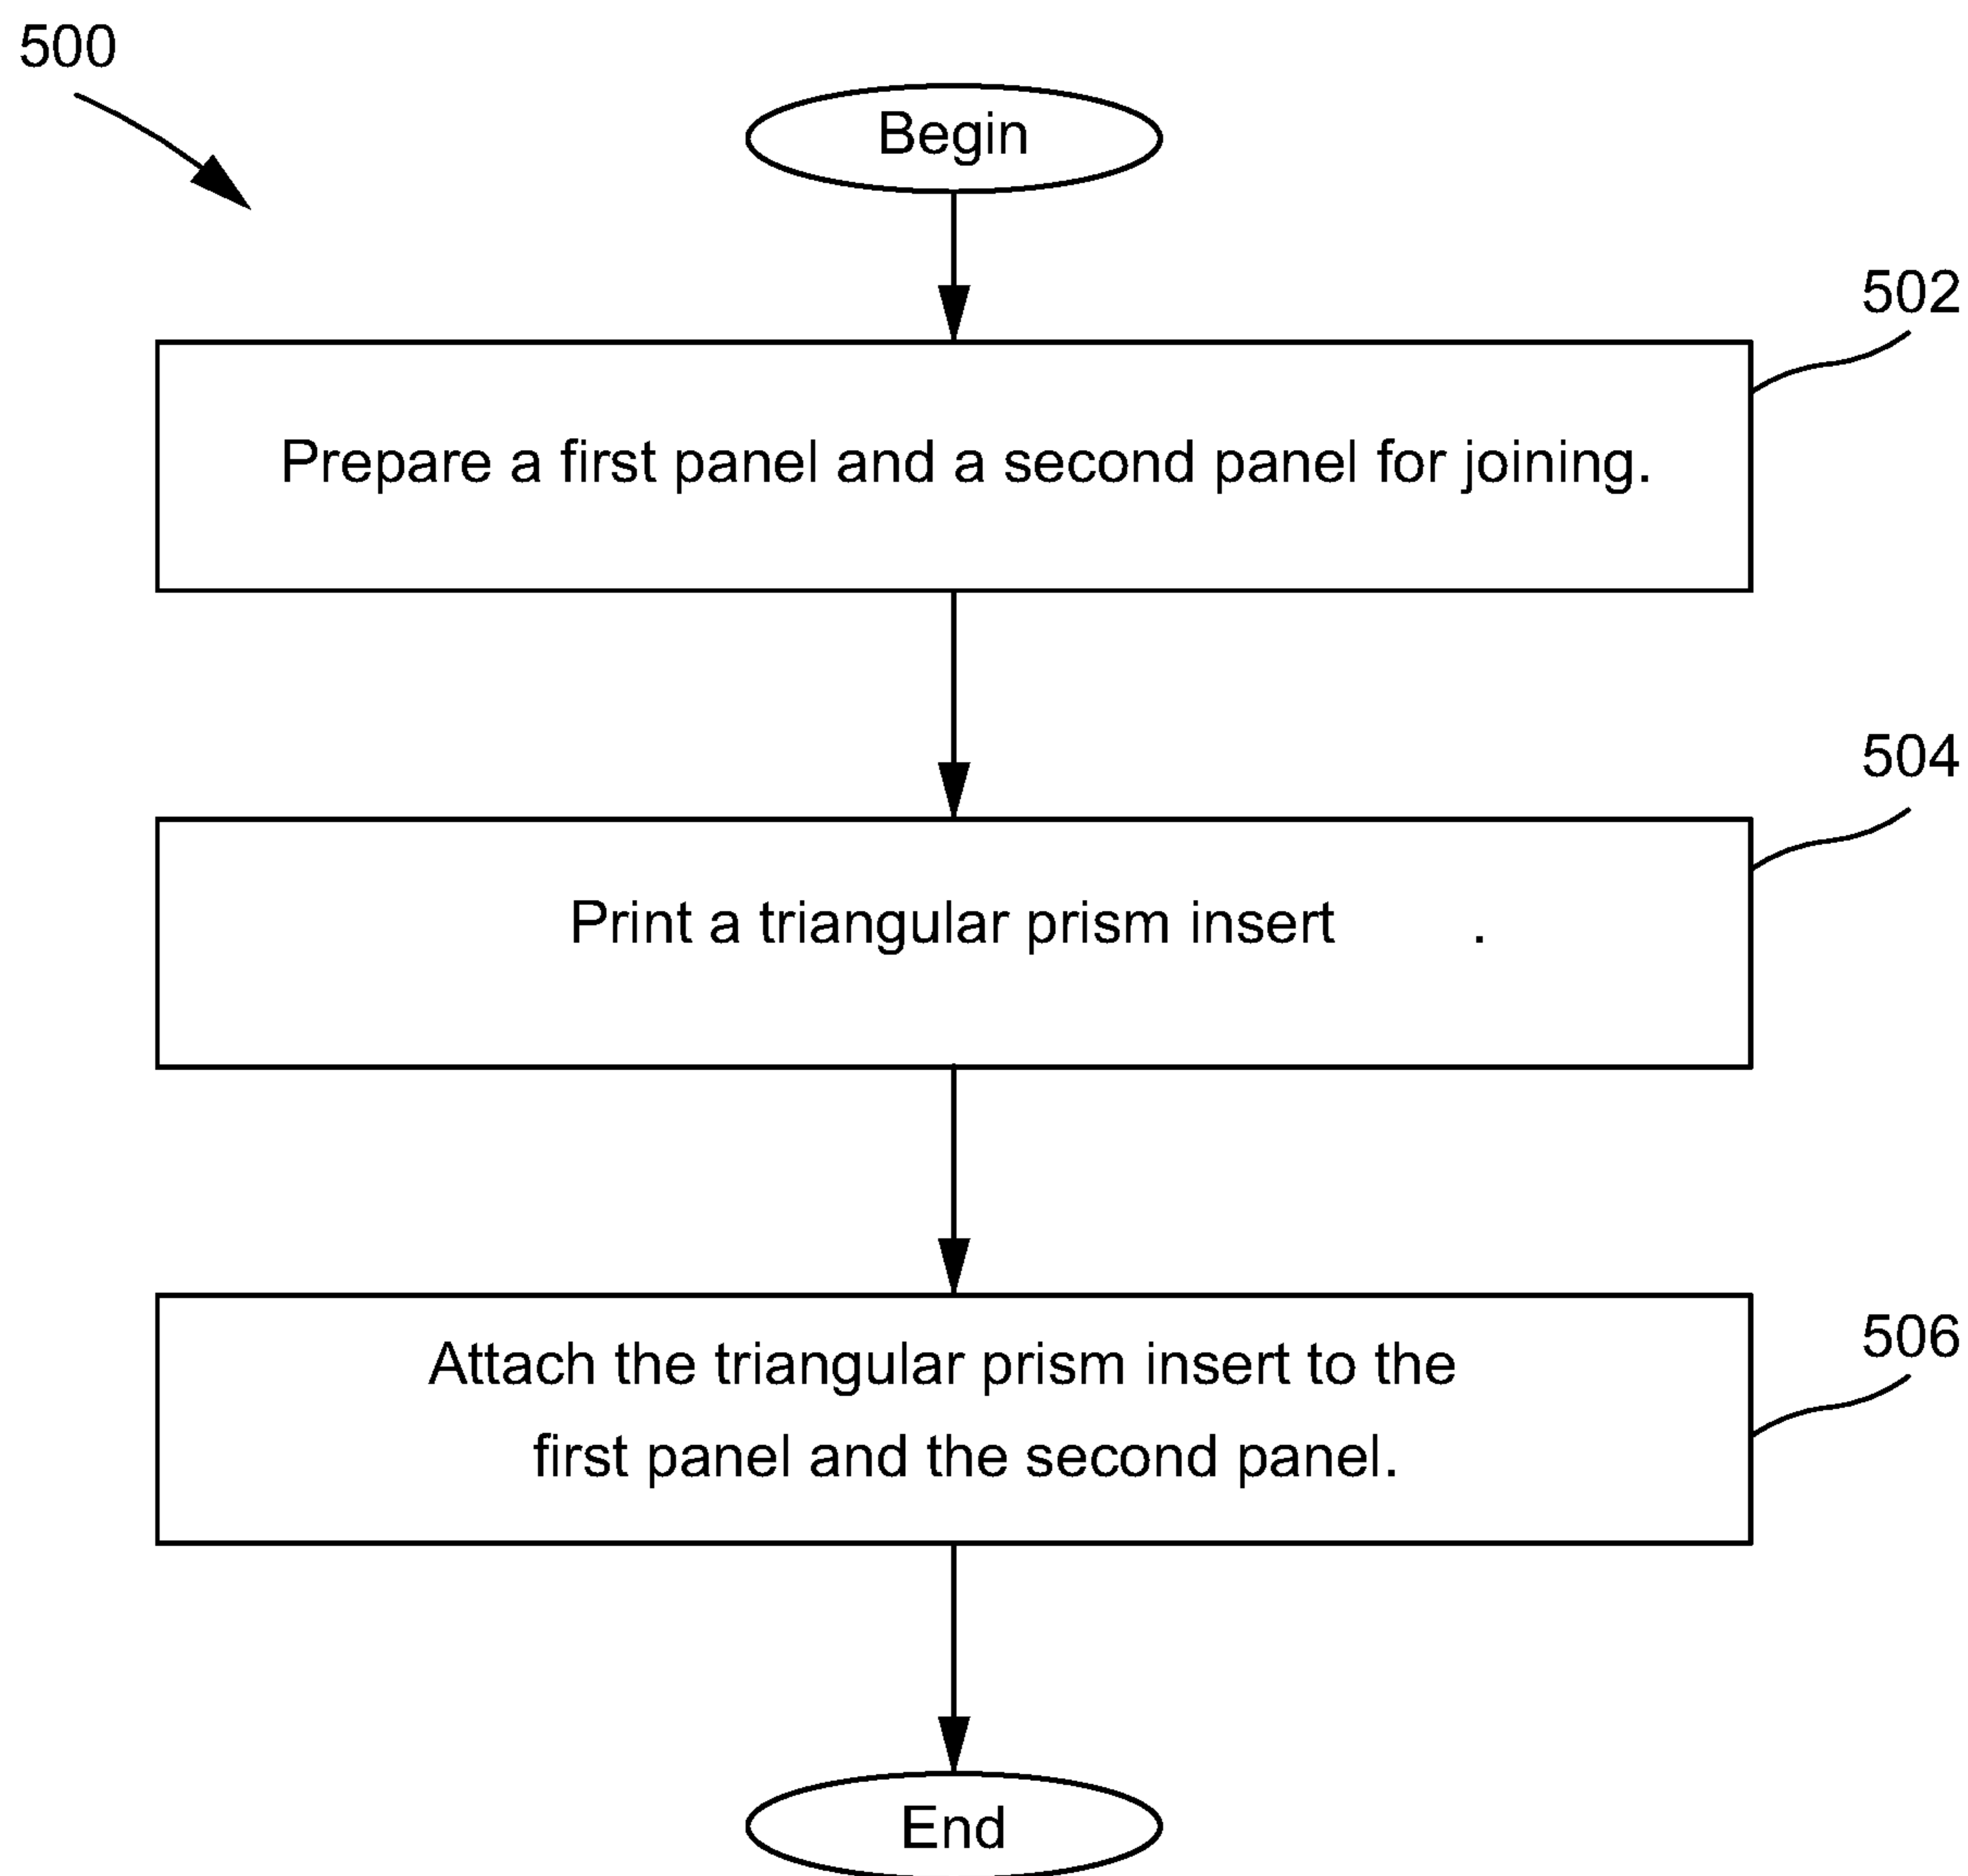 500
Begin
502
Prepare a first panel and a second panel for joining.
504
Print a triangular prism insert .
506
Attach the triangular prism insert to the
first panel and the second panel.
End